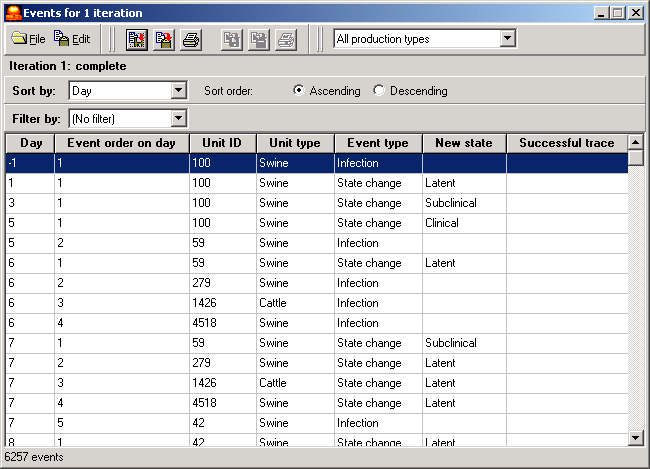 Events for 1 iteration
File Edit All production types
Iteration 1: complete
Sort by: Day Sort order: Ascending Descending
Filter by: (No filter)
Day Event order on day Unit ID Unit type Event type New state Successful trace
-1 1 100 Swine Infection
1 1 100 Swine State change Latent
3 1 100 Swine State change Subclinical
5 1 100 Swine State change Clinical
5 2 59 Swine Infection
6 1 59 Swine State change Latent
6 2 279 Swine Infection
6 3 1426 Cattle Infection
6 4 4518 Swine Infection
7 1 59 Swine State change Subclinical
7 2 279 Swine State change Latent
7 3 1426 Cattle State change Latent
7 4 4518 Swine State change Latent
7 5 42 Swine Infection
8 1 42 Swine State change Latent
6257 events